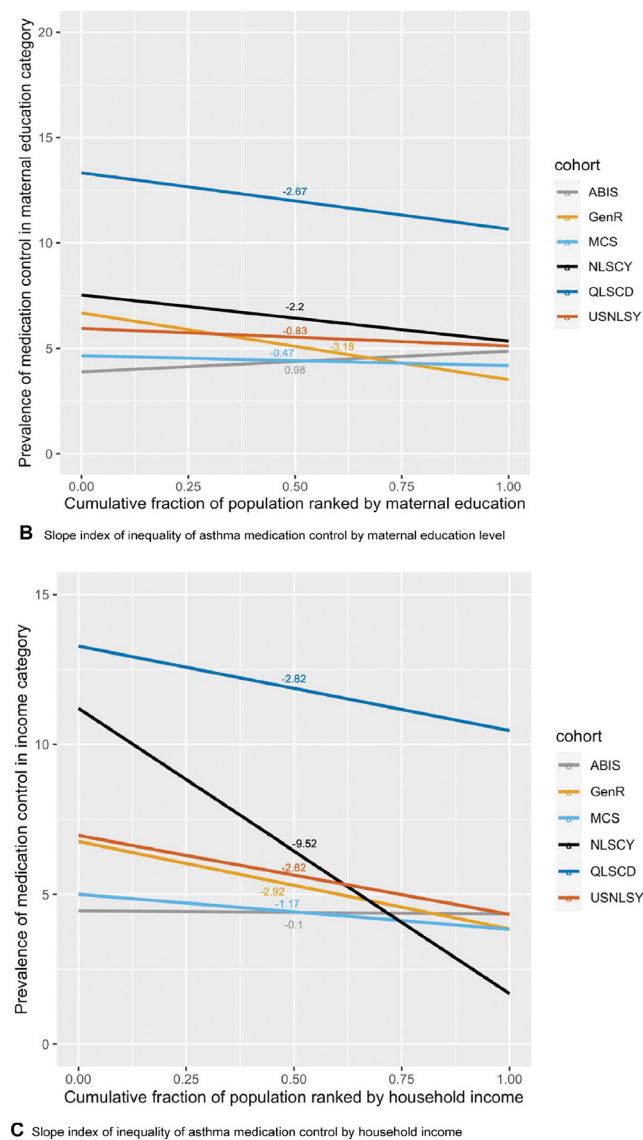 Prevalence of medication control in maternal education category
20
15
10
5
0
-2.67
-2.2
-0.83
-3.18
-0.47
0.98
0.00
0.25
0.50
0.75
1.00
Cumulative fraction of population ranked by maternal education
cohort
ABIS
GenR
MCS
NLSCY
QLSCD
USNLSY
B Slope index of inequality of asthma medication control by maternal education level
Prevalence of medication control in income category
15
10
5
0
-2.82
-9.52
-2.62
-2.92
-1.17
-0.1
0.00
0.25
0.50
0.75
1.00
Cumulative fraction of population ranked by household income
cohort
ABIS
GenR
MCS
NLSCY
QLSCD
USNLSY
C Slope index of inequality of asthma medication control by household income